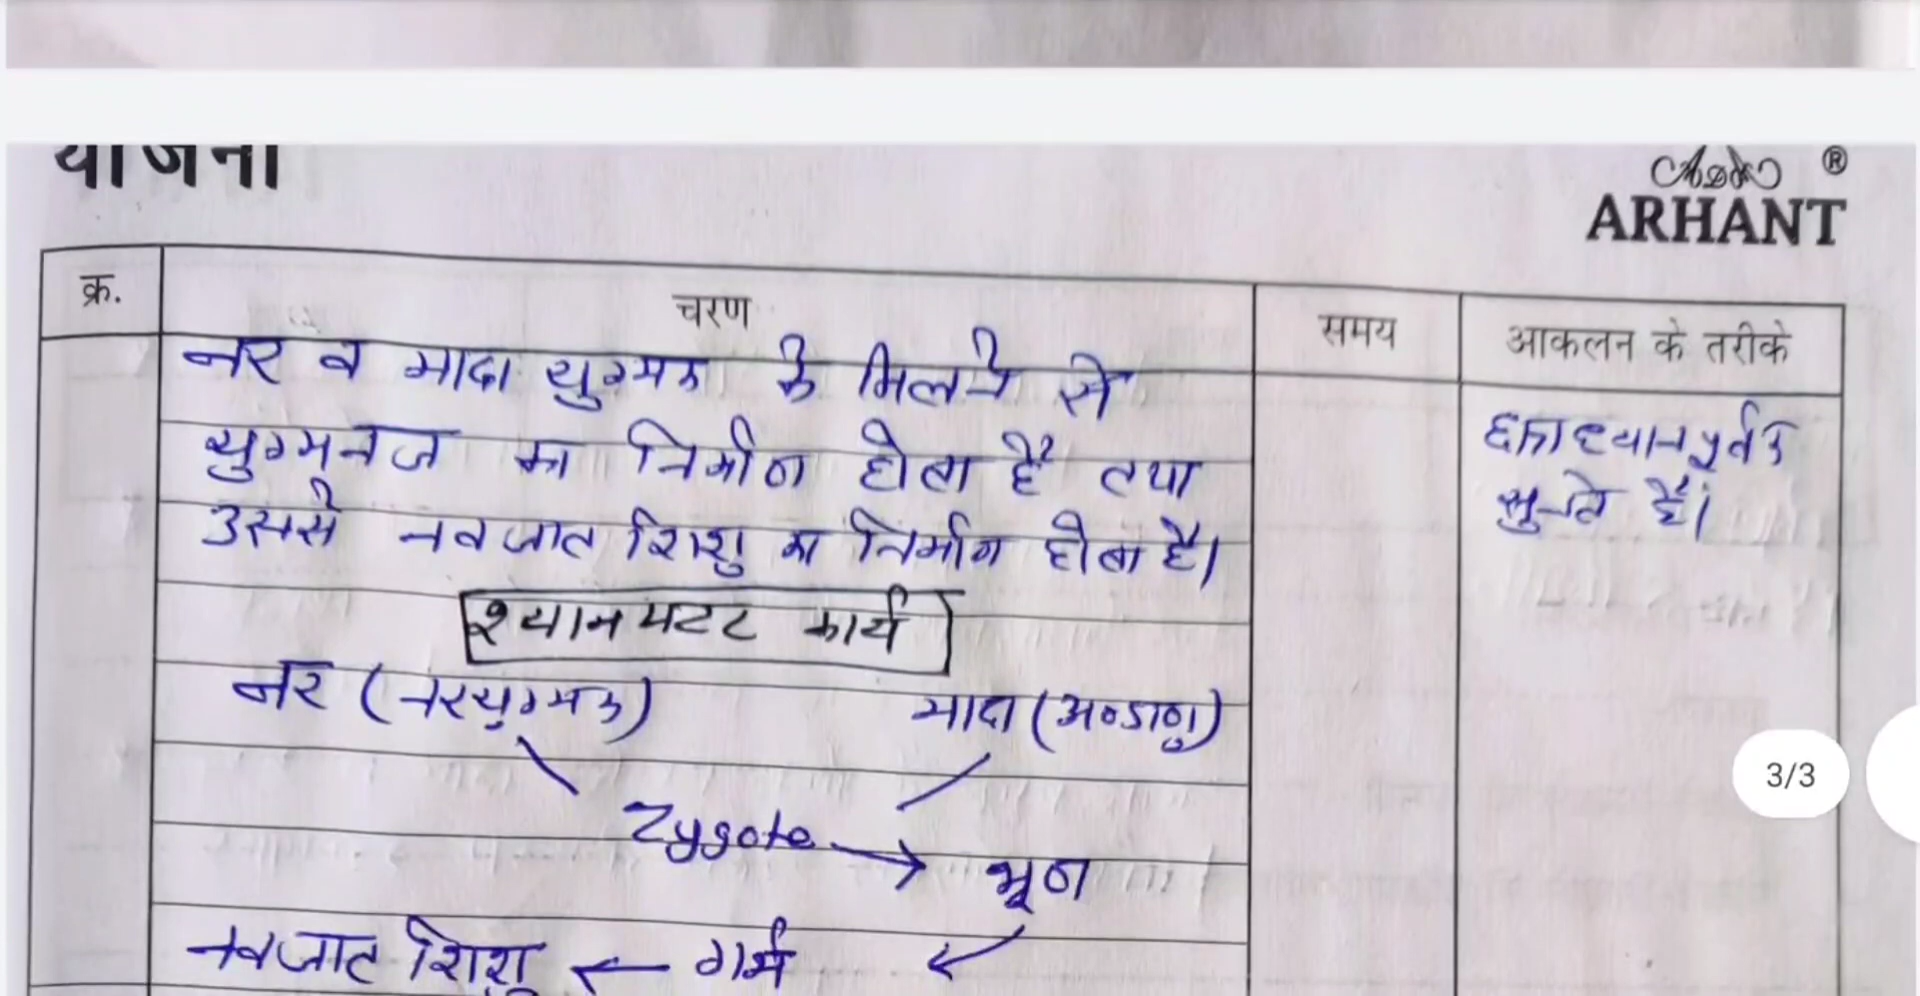 योजना
ARHANT ®
क्र. चरण समय आकलन के तरीके
नर व मादा युग्मक के मिलने से
युग्मनज का निर्माण होता है तथा
उससे नवजात शिशु का निर्माण होता है।
छात्र ध्यानपूर्वक
सुनते हैं।
श्यामपटट कार्य
नर (नरयुग्मक) मादा (अण्डाणु)
Zygote → भ्रूण
नवजात शिशु ← गर्भ
3/3